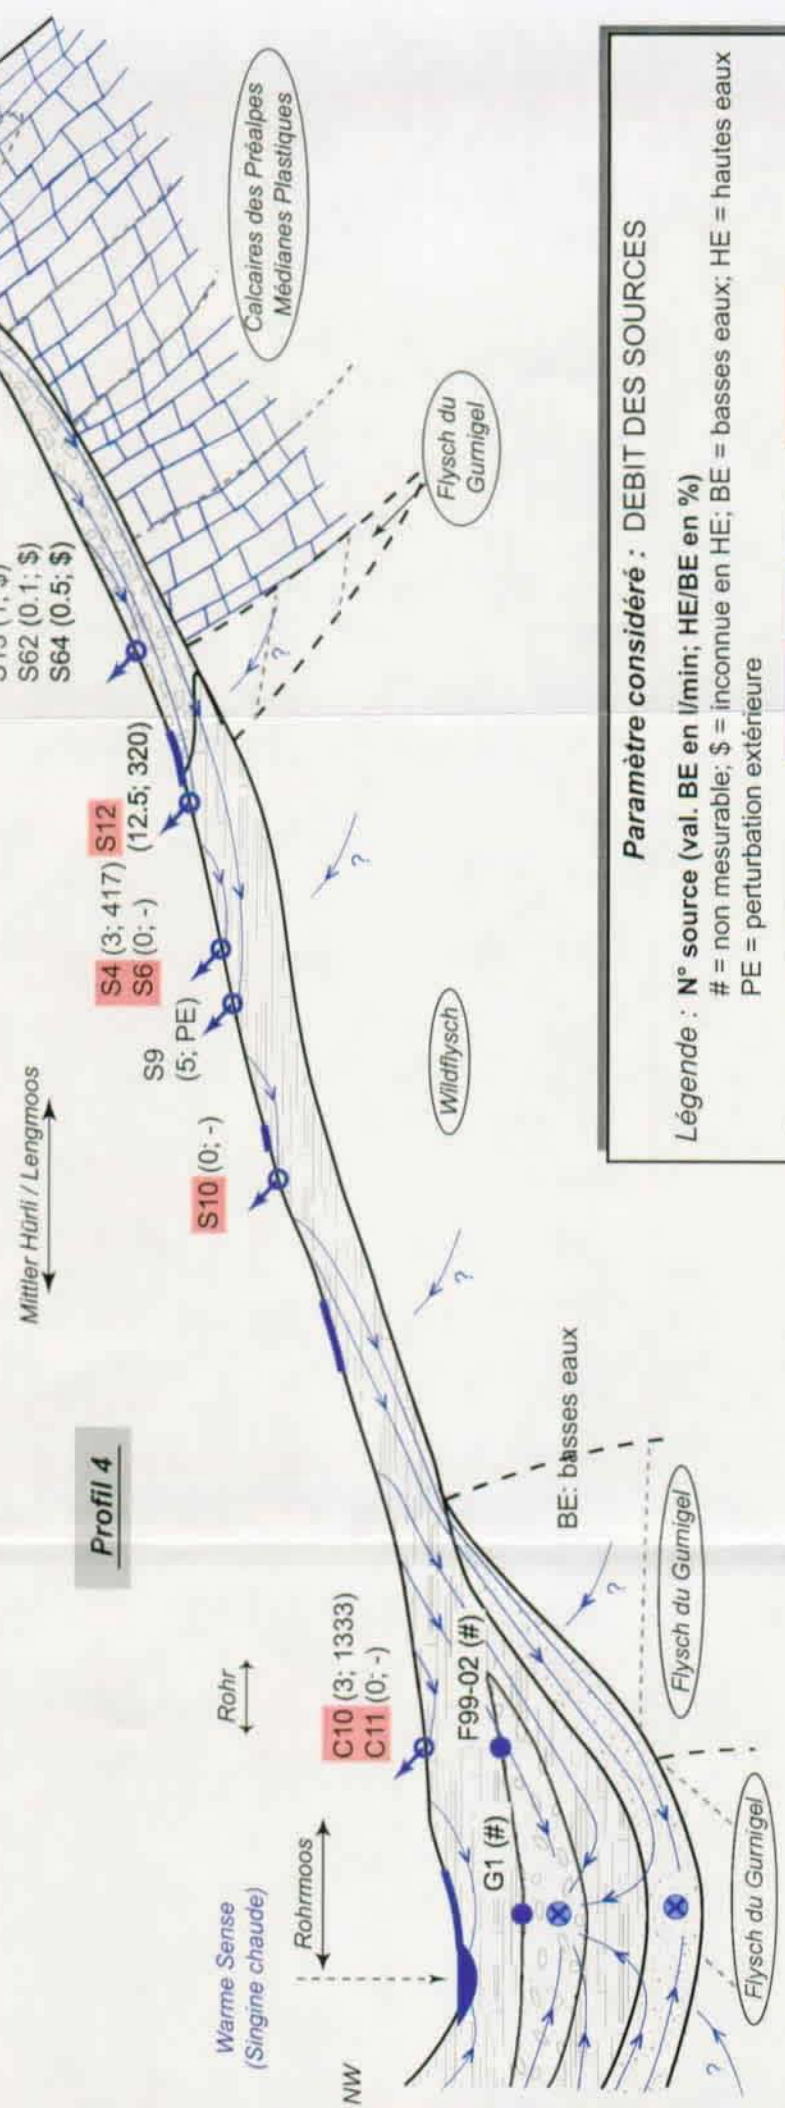 Profil 4
Mittler Hürli / Lengmoos
Rohr
Rohrmoos
Warme Sense
(Singine chaude)
NW
S62 (0.1; $)
S64 (0.5; $)
S12
(12.5; 320)
S4 (3; 417)
S6 (0; -)
S9
(5; PE)
S10 (0; -)
C10 (3; 1333)
C11 (0; -)
F99-02 (#)
G1 (#)
Calcaires des Préalpes
Médianes Plastiques
Flysch du
Gurnigel
Wildflysch
BE: basses eaux
Flysch du Gurnigel
Flysch du Gurnigel
?
?
?
?
?
Paramètre considéré : DEBIT DES SOURCES
Légende : N° source (val. BE en l/min; HE/BE en %)
# = non mesurable; $ = inconnue en HE; BE = basses eaux; HE = hautes eaux
PE = perturbation extérieure